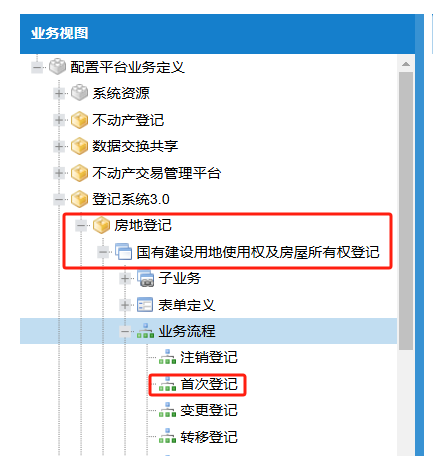 业务视图
配置平台业务定义
系统资源
不动产登记
数据交换共享
不动产交易管理平台
登记系统3.0
房地登记
国有建设用地使用权及房屋所有权登记
子业务
表单定义
业务流程
注销登记
首次登记
变更登记
转移登记